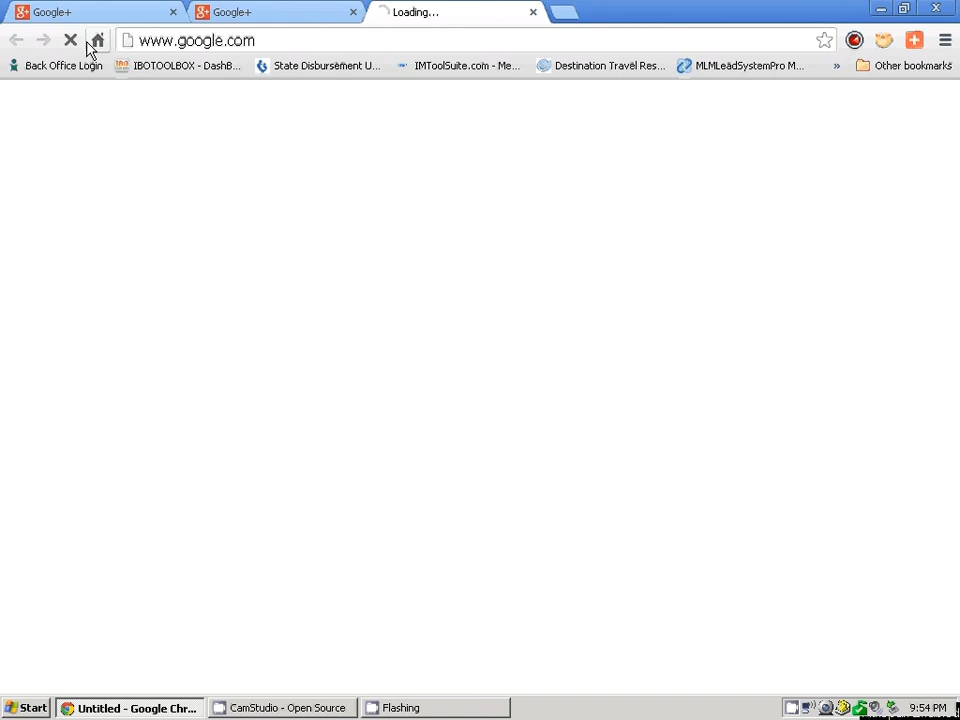 Google+
Google+
Loading...
www.google.com
Back Office Login
IBOTOOLBOX - DashB...
State Disbursement U...
IMToolSuite.com - Me...
Destination Travel Res...
MLMLeadSystemPro M...
»
Other bookmarks
Start
Untitled - Google Chr...
CamStudio - Open Source
Flashing
9:54 PM